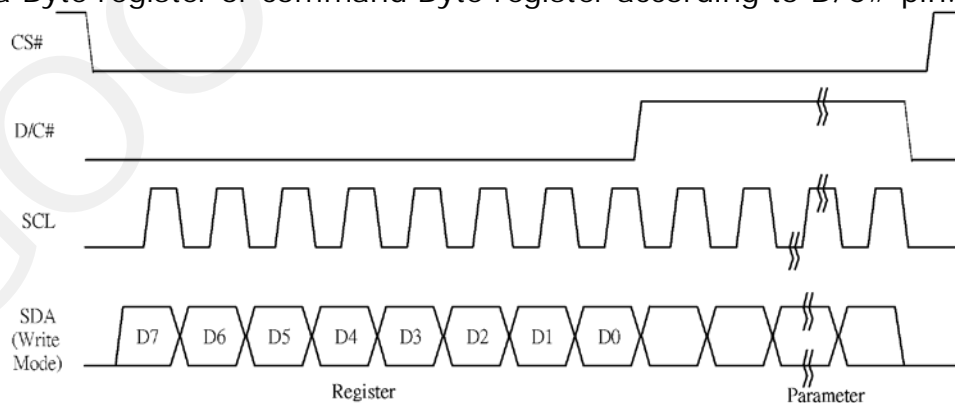 a Byte register or command Byte register according to D/C# pin.
CS#
D/C#
SCL
SDA
(Write
Mode)
D7 D6 D5 D4 D3 D2 D1 D0
Register
Parameter